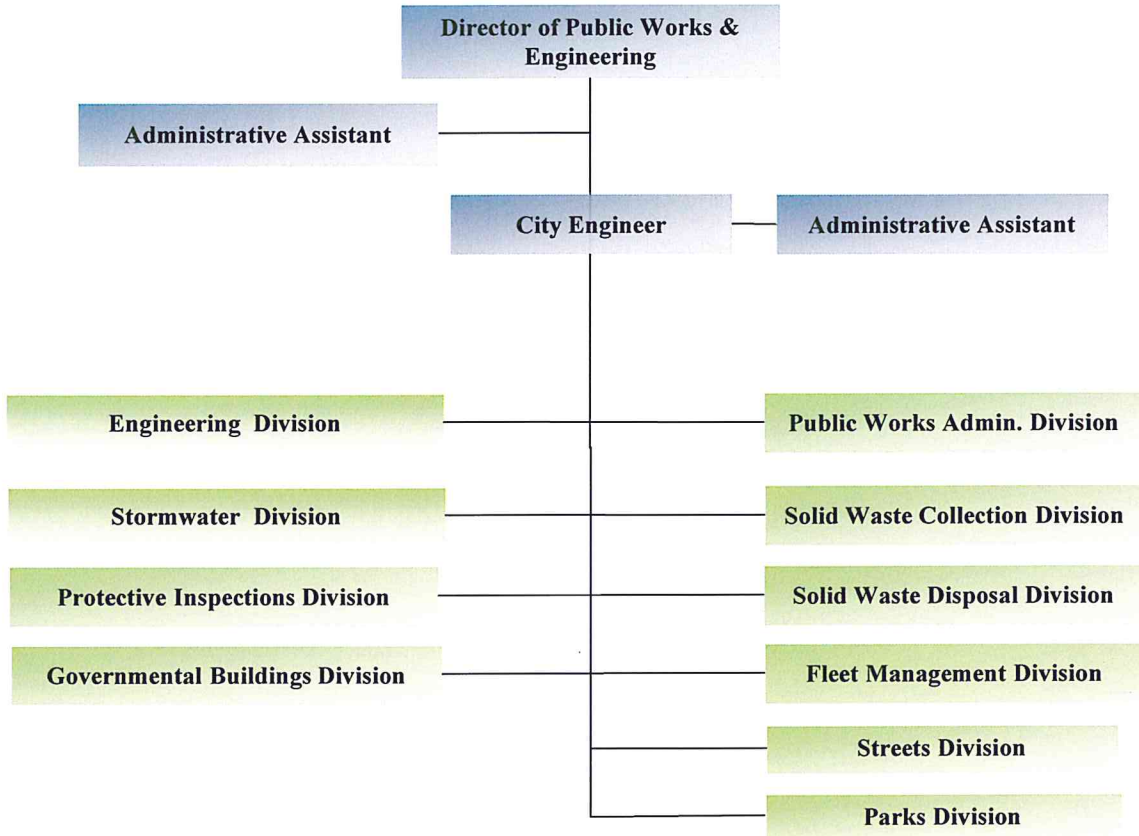 Director of Public Works &
Engineering
Administrative Assistant
City Engineer
Administrative Assistant
Engineering Division
Public Works Admin. Division
Stormwater Division
Solid Waste Collection Division
Protective Inspections Division
Solid Waste Disposal Division
Governmental Buildings Division
Fleet Management Division
Streets Division
Parks Division